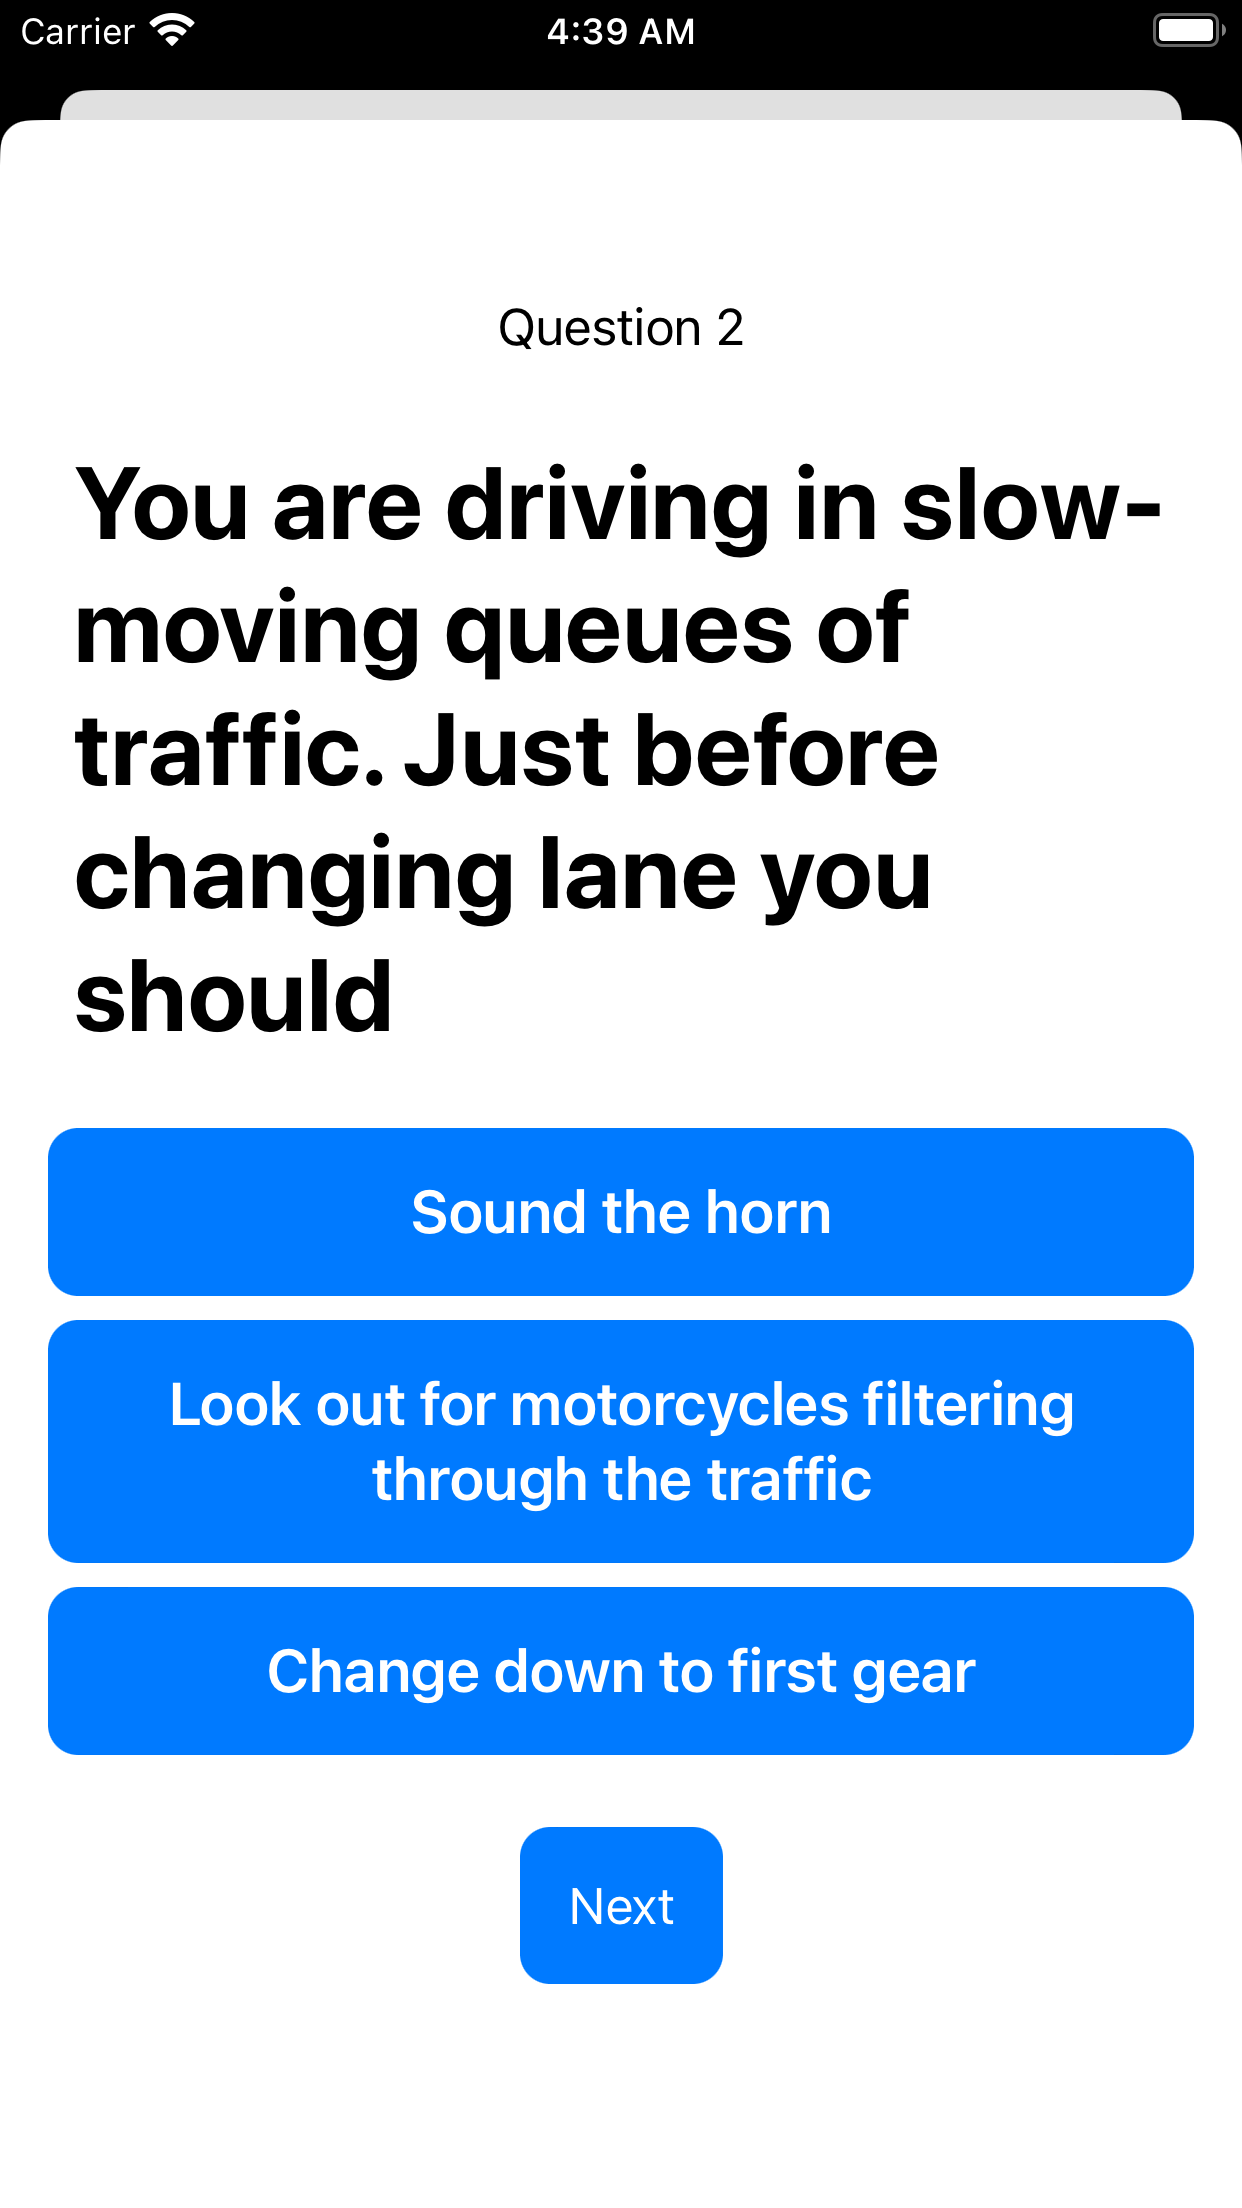 Carrier 4:39 AM
Question 2
You are driving in slow-
moving queues of
traffic. Just before
changing lane you
should
Sound the horn
Look out for motorcycles filtering
through the traffic
Change down to first gear
Next